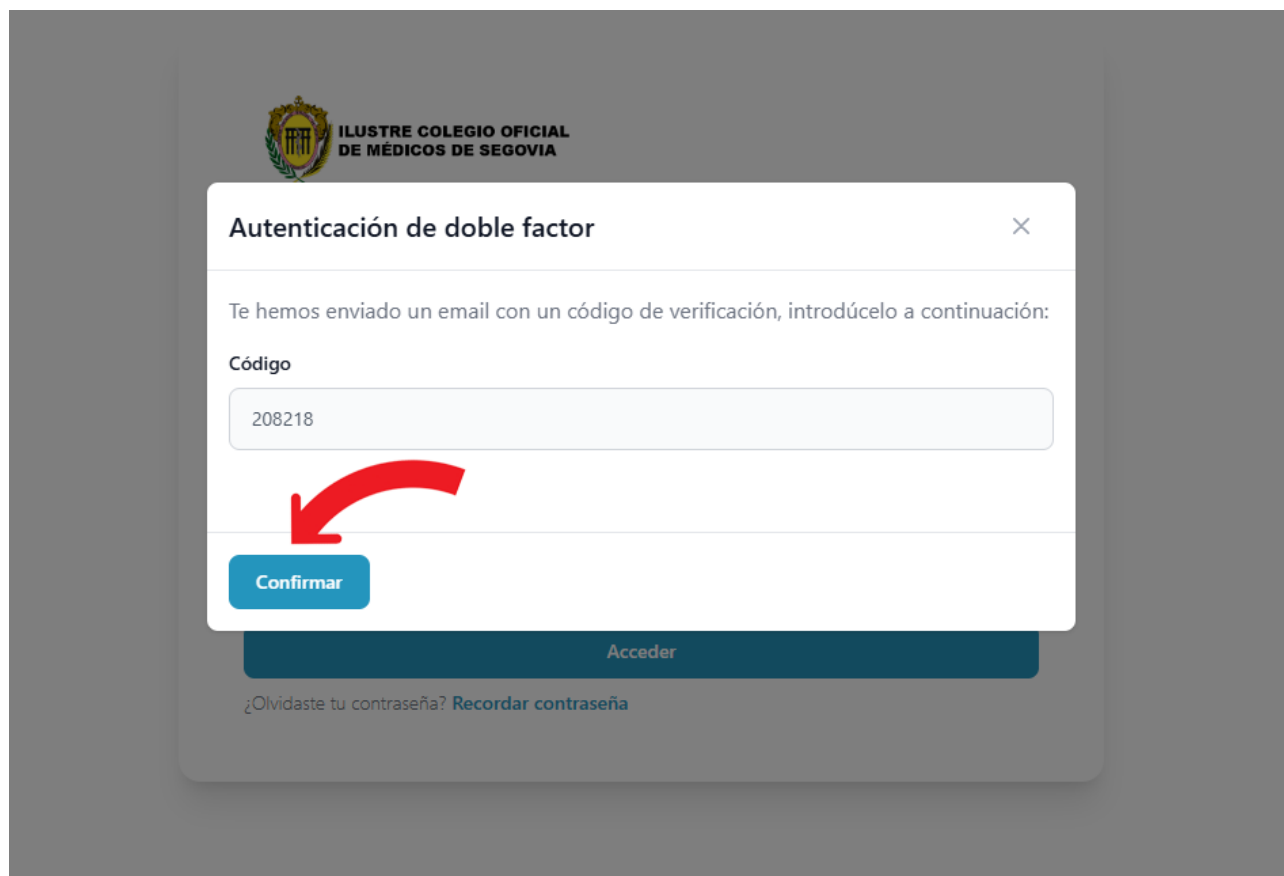 ILUSTRE COLEGIO OFICIAL
DE MÉDICOS DE SEGOVIA
Autenticación de doble factor
Te hemos enviado un email con un código de verificación, introdúcelo a continuación:
Código
208218
Confirmar
Acceder
¿Olvidaste tu contraseña? Recordar contraseña